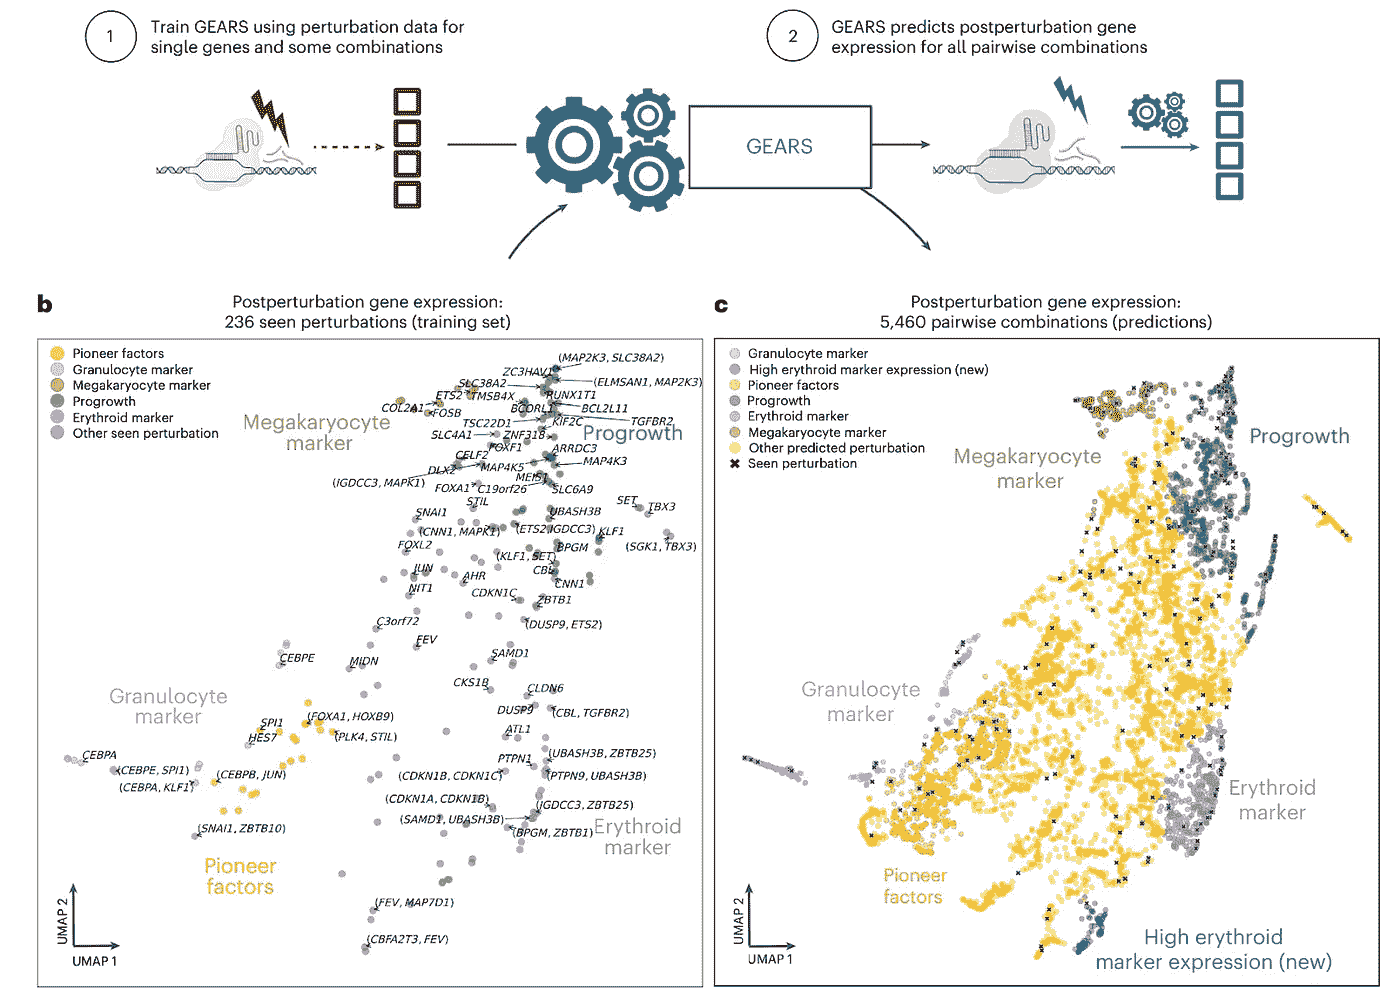 1
Train GEARS using perturbation data for
single genes and some combinations
2
GEARS predicts postperturbation gene
expression for all pairwise combinations
GEARS
b
Postperturbation gene expression:
236 seen perturbations (training set)
Pioneer factors
Granulocyte marker
Megakaryocyte marker
Progrowth
Erythroid marker
Other seen perturbation
(MAP2K3, SLC38A2)
ZC3HAV1
SLC38A2
(ELMSAN1, MAP2K3)
ETS2
TMSB4X
RUNX1T1
COL2A1
FOSB
BCORL1
BCL2L11
Megakaryocyte
marker
TSC22D1
KIF2C
TGFBR2
SLC4A1
ZNF318
Progrowth
FOXF1
ARRDC3
CELF2
DLX2
MAP4K5
MAP4K3
(IGDCC3, MAPK1)
MEIS1
FOXA1
C19orf26
SLC6A9
STIL
SET
TBX3
SNAI1
UBASH3B
(CNN1, MAPK1)
(ETS2, IGDCC3)
KLF1
FOXL2
BPGM
(SGK1, TBX3)
(KLF1, SET)
JUN
AHR
CBL
NIT1
CDKN1C
CNN1
ZBTB1
C3orf72
(DUSP9, ETS2)
FEV
CEBPE
MIDN
SAMD1
CKS1B
CLDN6
Granulocyte
marker
DUSP9
(CBL, TGFBR2)
SPI1
(FOXA1, HOXB9)
HES7
(PLK4, STIL)
ATL1
CEBPA
PTPN1
(UBASH3B, ZBTB25)
(CEBPE, SPI1)
(CEBPB, JUN)
(CDKN1B, CDKN1C)
(PTPN9, UBASH3B)
(CEBPA, KLF1)
(CDKN1A, CDKN1B)
(IGDCC3, ZBTB25)
(SAMD1, UBASH3B)
(SNAI1, ZBTB10)
(BPGM, ZBTB1)
Erythroid
marker
Pioneer
factors
(FEV, MAP7D1)
(CBFA2T3, FEV)
UMAP 2
UMAP 1
c
Postperturbation gene expression:
5,460 pairwise combinations (predictions)
Granulocyte marker
High erythroid marker expression (new)
Pioneer factors
Progrowth
Erythroid marker
Megakaryocyte marker
Other predicted perturbation
Seen perturbation
Progrowth
Megakaryocyte
marker
Granulocyte
marker
Erythroid
marker
Pioneer
factors
High erythroid
marker expression (new)
UMAP 2
UMAP 1